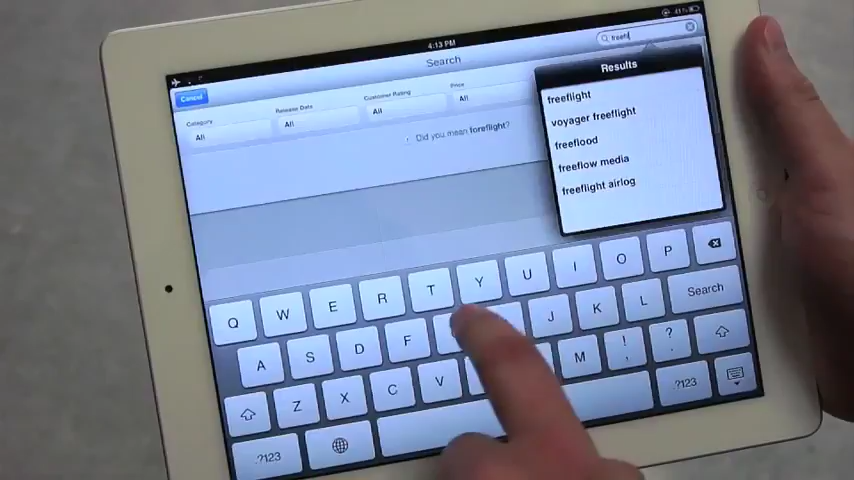 4:13 PM
41%
Search
freefl
Cancel
Category
All
Release Date
All
Customer Rating
All
Price
All
Did you mean foreflight?
Results
freeflight
voyager freeflight
freeflood
freeflow media
freeflight airlog
Q W E R T Y U I O P
A S D F J K L Search
Z X C V M ! , ? .
.?123 .?123